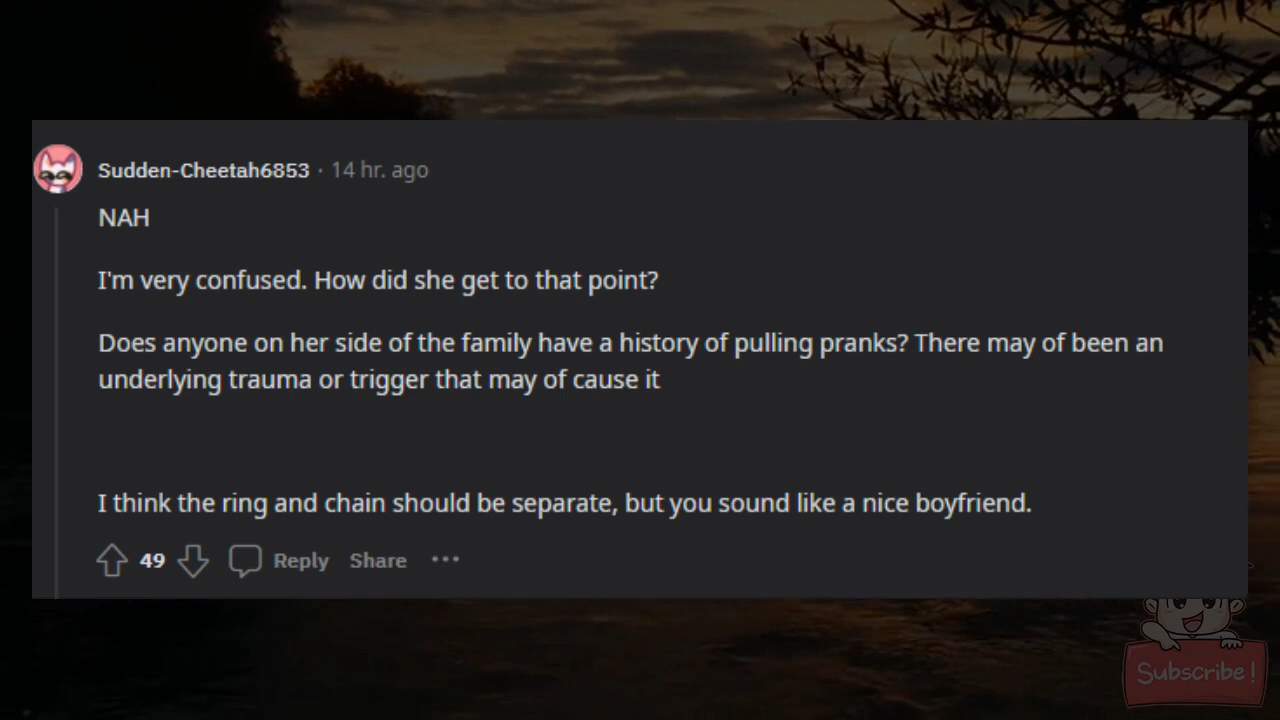 Sudden-Cheetah6853 · 14 hr. ago
NAH
I'm very confused. How did she get to that point?
Does anyone on her side of the family have a history of pulling pranks? There may of been an
underlying trauma or trigger that may of cause it
I think the ring and chain should be separate, but you sound like a nice boyfriend.
49 Reply Share ···
Subscribe!